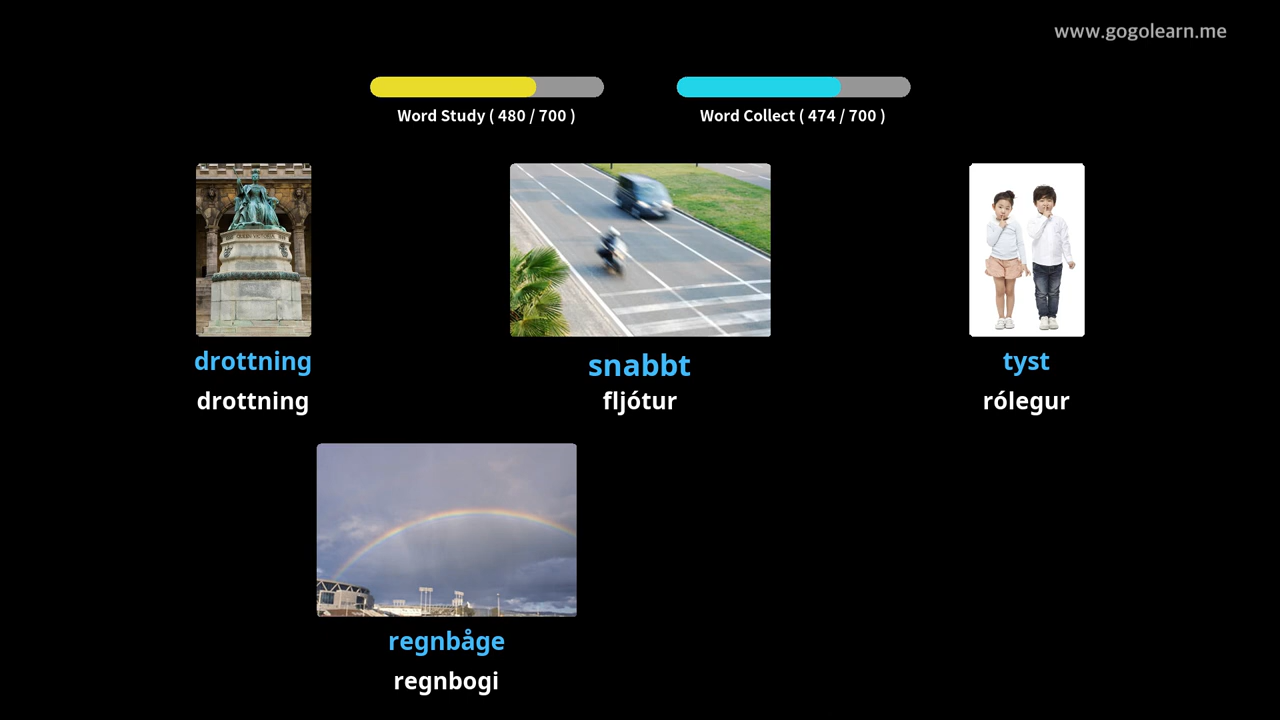 www.gogolearn.me
Word Study ( 480 / 700 )
Word Collect ( 474 / 700 )
drottning
drottning
snabbt
fljótur
tyst
rólegur
regnbåge
regnbogi